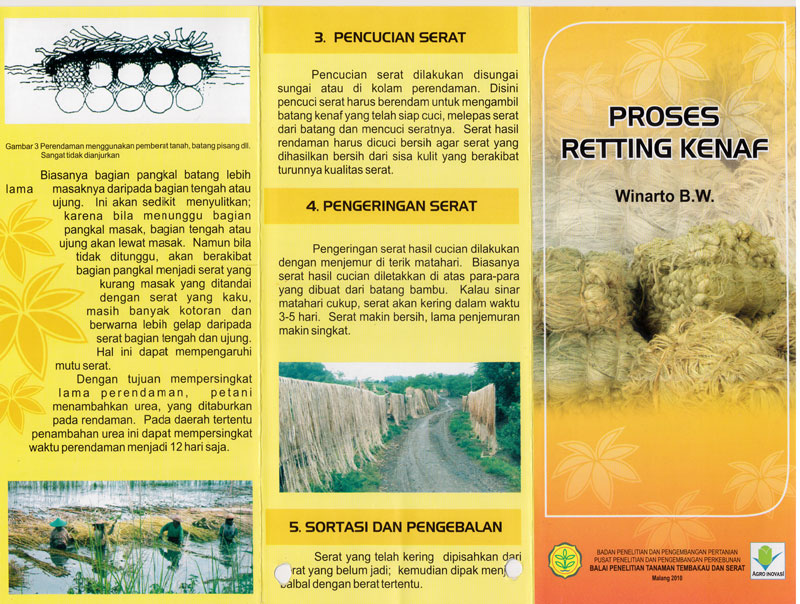 Gambar 3 Perendaman menggunakan pemberat tanah, batang pisang dll.
Sangat tidak dianjurkan
Biasanya bagian pangkal batang lebih
lama masaknya daripada bagian tengah atau
ujung. Ini akan sedikit menyulitkan;
karena bila menunggu bagian
pangkal masak, bagian tengah atau
ujung akan lewat masak. Namun bila
tidak ditunggu, akan berakibat
bagian pangkal menjadi serat yang
kurang masak yang ditandai
dengan serat yang kaku,
masih banyak kotoran dan
berwarna lebih gelap daripada
serat bagian tengah dan ujung.
Hal ini dapat mempengaruhi
mutu serat.
Dengan tujuan mempersingkat
lama perendaman, petani
menambahkan urea, yang ditaburkan
pada rendaman. Pada daerah tertentu
penambahan urea ini dapat mempersingkat
waktu perendaman menjadi 12 hari saja.
3. PENCUCIAN SERAT
Pencucian serat dilakukan disungai
sungai atau di kolam perendaman. Disini
pencuci serat harus berendam untuk mengambil
batang kenaf yang telah siap cuci, melepas serat
dari batang dan mencuci seratnya. Serat hasil
rendaman harus dicuci bersih agar serat yang
dihasilkan bersih dari sisa kulit yang berakibat
turunnya kualitas serat.
4. PENGERINGAN SERAT
Pengeringan serat hasil cucian dilakukan
dengan menjemur di terik matahari. Biasanya
serat hasil cucian diletakkan di atas para-para
yang dibuat dari batang bambu. Kalau sinar
matahari cukup, serat akan kering dalam waktu
3-5 hari. Serat makin bersih, lama penjemuran
makin singkat.
5. SORTASI DAN PENGEBALAN
Serat yang telah kering dipisahkan dari
erat yang belum jadi; kemudian dipak menj
balbal dengan berat tertentu.
PROSES
RETTING KENAF
Winarto B.W.
BADAN PENELITIAN DAN PENGEMBANGAN PERTANIAN
PUSAT PENELITIAN DAN PENGEMBANGAN PERKEBUNAN
BALAI PENELITIAN TANAMAN TEMBAKAU DAN SERAT
Malang 2010
AGRO INOVASI